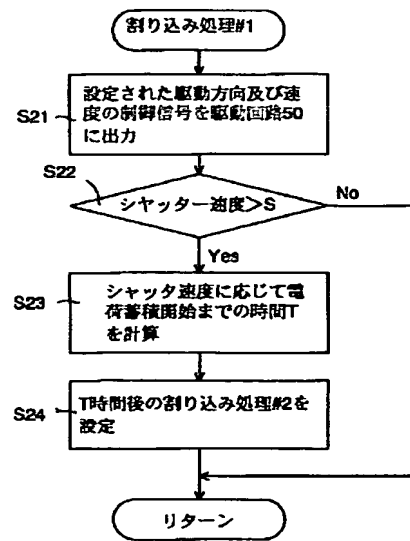 割り込み処理#1
S21
設定された駆動方向及び速
度の制御信号を駆動回路50
に出力
S22
シヤッター速度＞S
No
Yes
S23
シャッタ速度に応じて電
荷蓄積開始までの時間T
を計算
S24
T時間後の割り込み処理#2を
設定
リターン